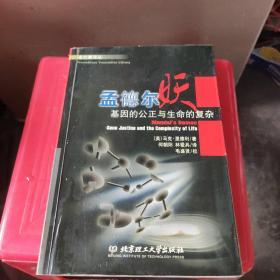 孟德尔妖
基因的公正与生命的复杂
Mendel's Demon
Gene Justice and the Complexity of Life
[英]马克·里德利/著
何朝阳 林爱兵/译
毛盛贤/校
北京理工大学出版社
BEIJING INSTITUTE OF TECHNOLOGY PRESS